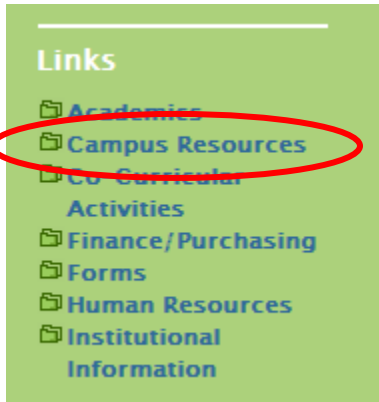 Links
Academics
Campus Resources
Co-Curricular
Activities
Finance/Purchasing
Forms
Human Resources
Institutional
Information